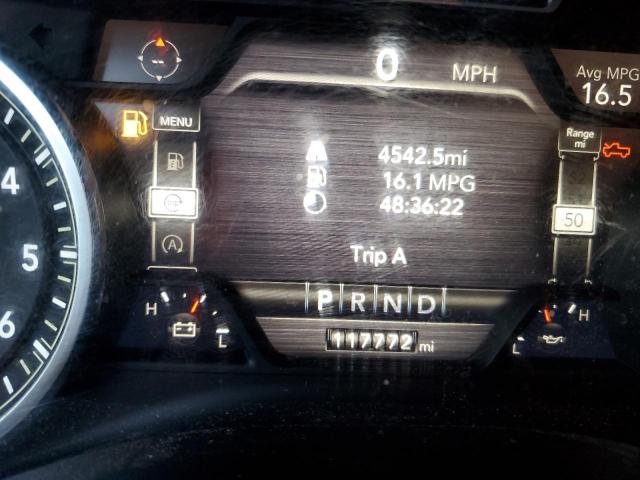 0 MPH
Avg MPG
16.5
MENU
Range
mi
4542.5mi
16.1 MPG
48:36:22
50
A
Trip A
4
5
6
P R N D
H
L
H
L
117772 mi